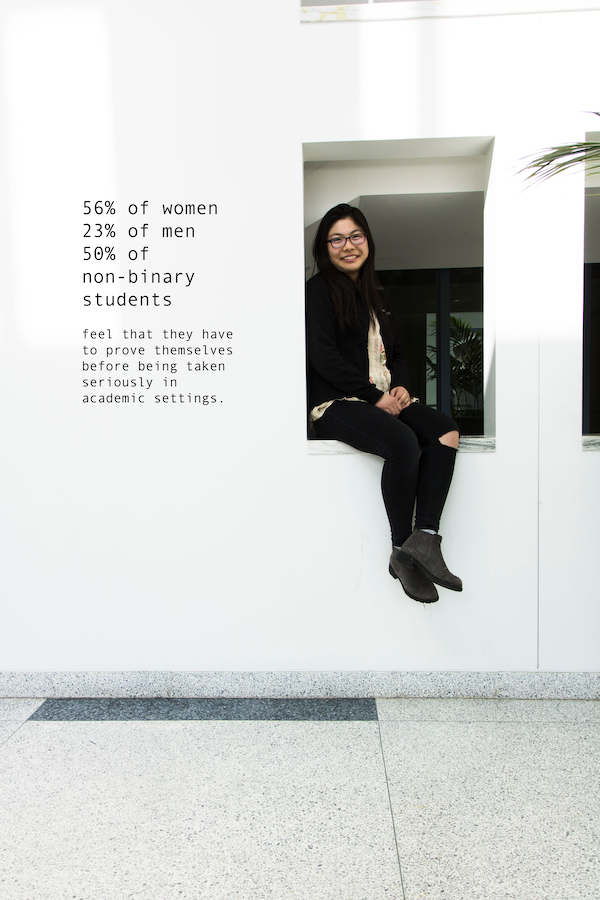 56% of women
23% of men
50% of
non-binary
students
feel that they have
to prove themselves
before being taken
seriously in
academic settings.